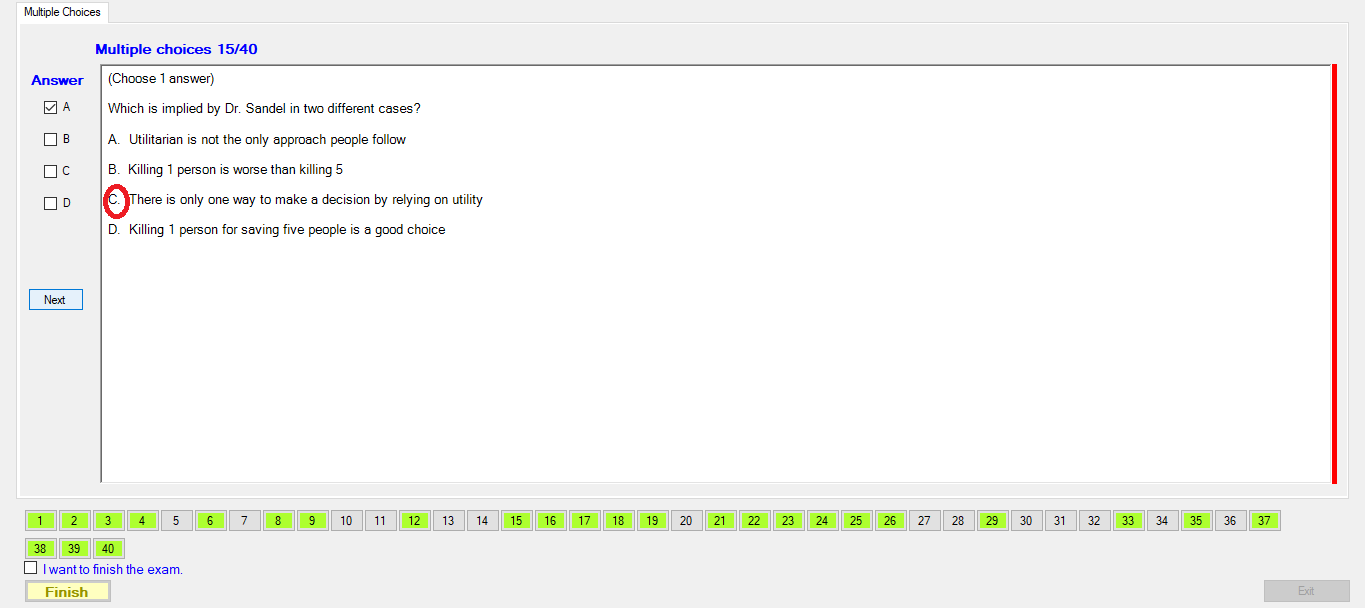 Multiple Choices
Multiple choices 15/40
Answer
(Choose 1 answer)
A
Which is implied by Dr. Sandel in two different cases?
B
A. Utilitarian is not the only approach people follow
C
B. Killing 1 person is worse than killing 5
D
C. There is only one way to make a decision by relying on utility
D. Killing 1 person for saving five people is a good choice
Next
1 2 3 4 5 6 7 8 9 10 11 12 13 14 15 16 17 18 19 20 21 22 23 24 25 26 27 28 29 30 31 32 33 34 35 36 37
38 39 40
I want to finish the exam.
Finish
Exit